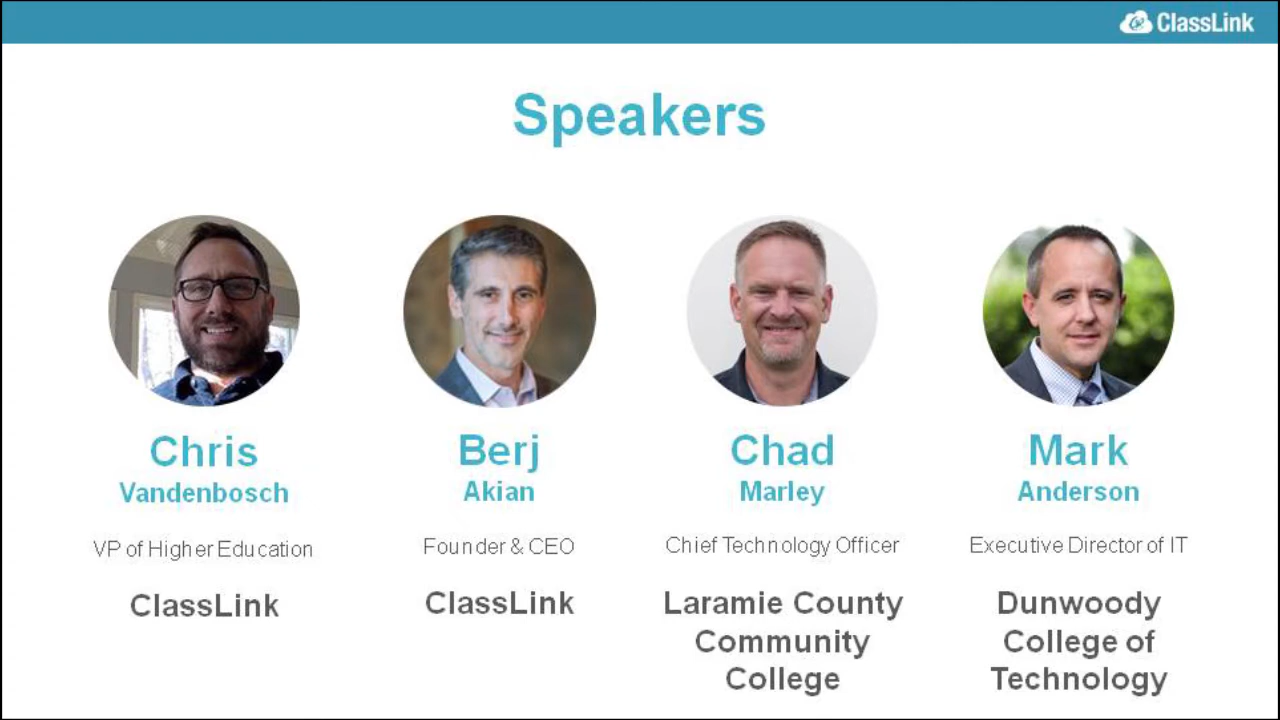 ClassLink
Speakers
Chris
Vandenbosch
VP of Higher Education
ClassLink
Berj
Akian
Founder & CEO
ClassLink
Chad
Marley
Chief Technology Officer
Laramie County
Community
College
Mark
Anderson
Executive Director of IT
Dunwoody
College of
Technology